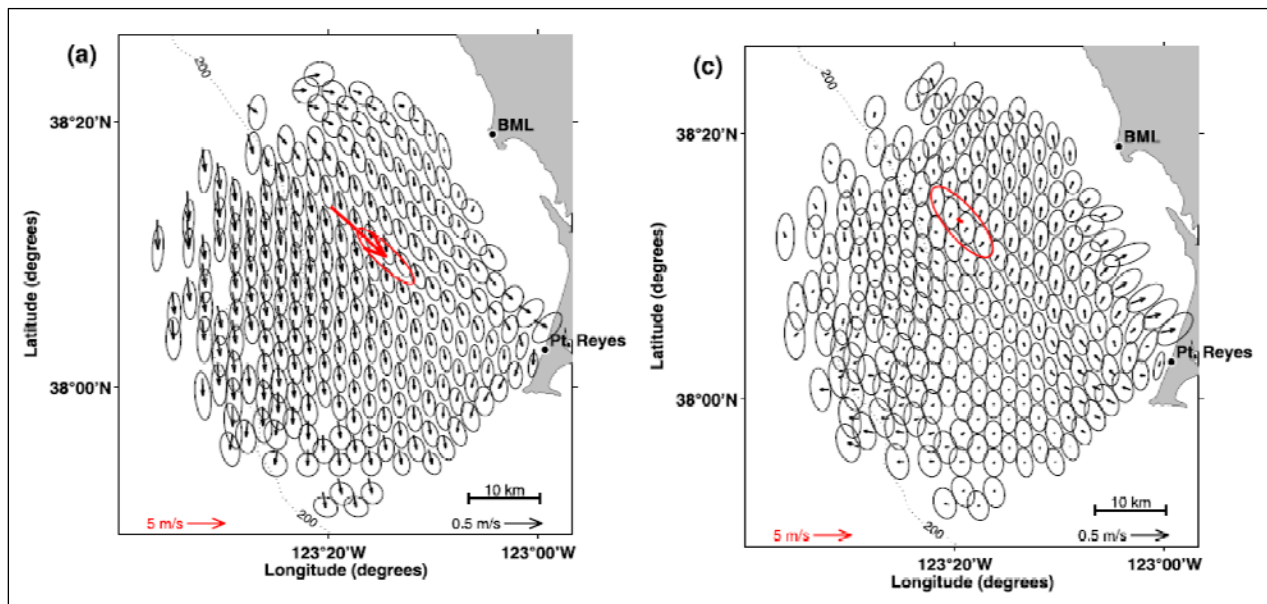 (a)
200
BML
38°20'N
Latitude (degrees)
Pt. Reyes
38°00'N
10 km
5 m/s
200
0.5 m/s
123°20'W
123°00'W
Longitude (degrees)
(c)
200
BML
38°20'N
Latitude (degrees)
Pt. Reyes
38°00'N
10 km
5 m/s
200
0.5 m/s
123°20'W
123°00'W
Longitude (degrees)